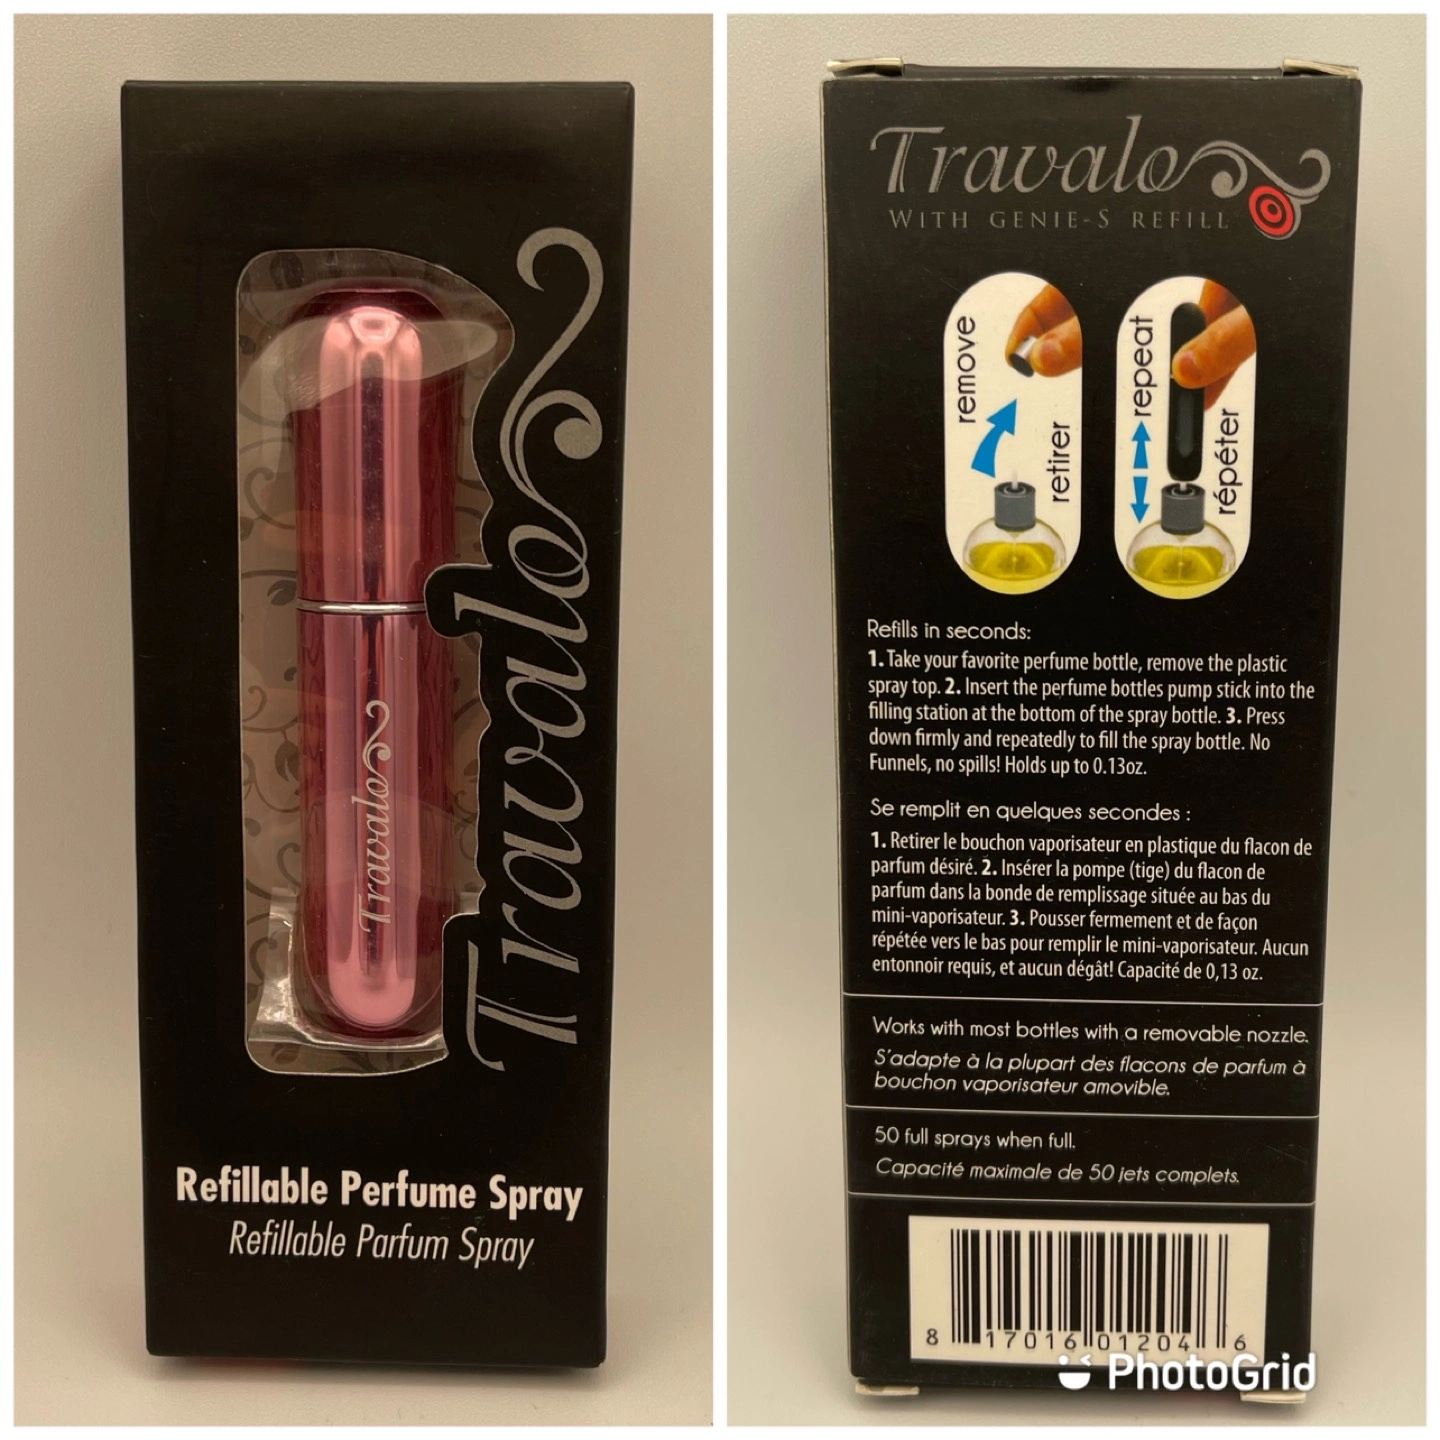 Travalo
Travalo
Refillable Perfume Spray
Refillable Parfum Spray
Travalo
WITH GENIE-S REFILL
remove
retirer
repeat
répéter
Refills in seconds:
1. Take your favorite perfume bottle, remove the plastic
spray top. 2. Insert the perfume bottles pump stick into the
filling station at the bottom of the spray bottle. 3. Press
down firmly and repeatedly to fill the spray bottle. No
Funnels, no spills! Holds up to 0.13oz.
Se remplit en quelques secondes :
1. Retirer le bouchon vaporisateur en plastique du flacon de
parfum désiré. 2. Insérer la pompe (tige) du flacon de
parfum dans la bonde de remplissage située au bas du
mini-vaporisateur. 3. Pousser fermement et de façon
répétée vers le bas pour remplir le mini-vaporisateur. Aucun
entonnoir requis, et aucun dégât! Capacité de 0,13 oz.
Works with most bottles with a removable nozzle.
S'adapte à la plupart des flacons de parfum à
bouchon vaporisateur amovible.
50 full sprays when full.
Capacité maximale de 50 jets complets.
8 17016 01204 6
PhotoGrid